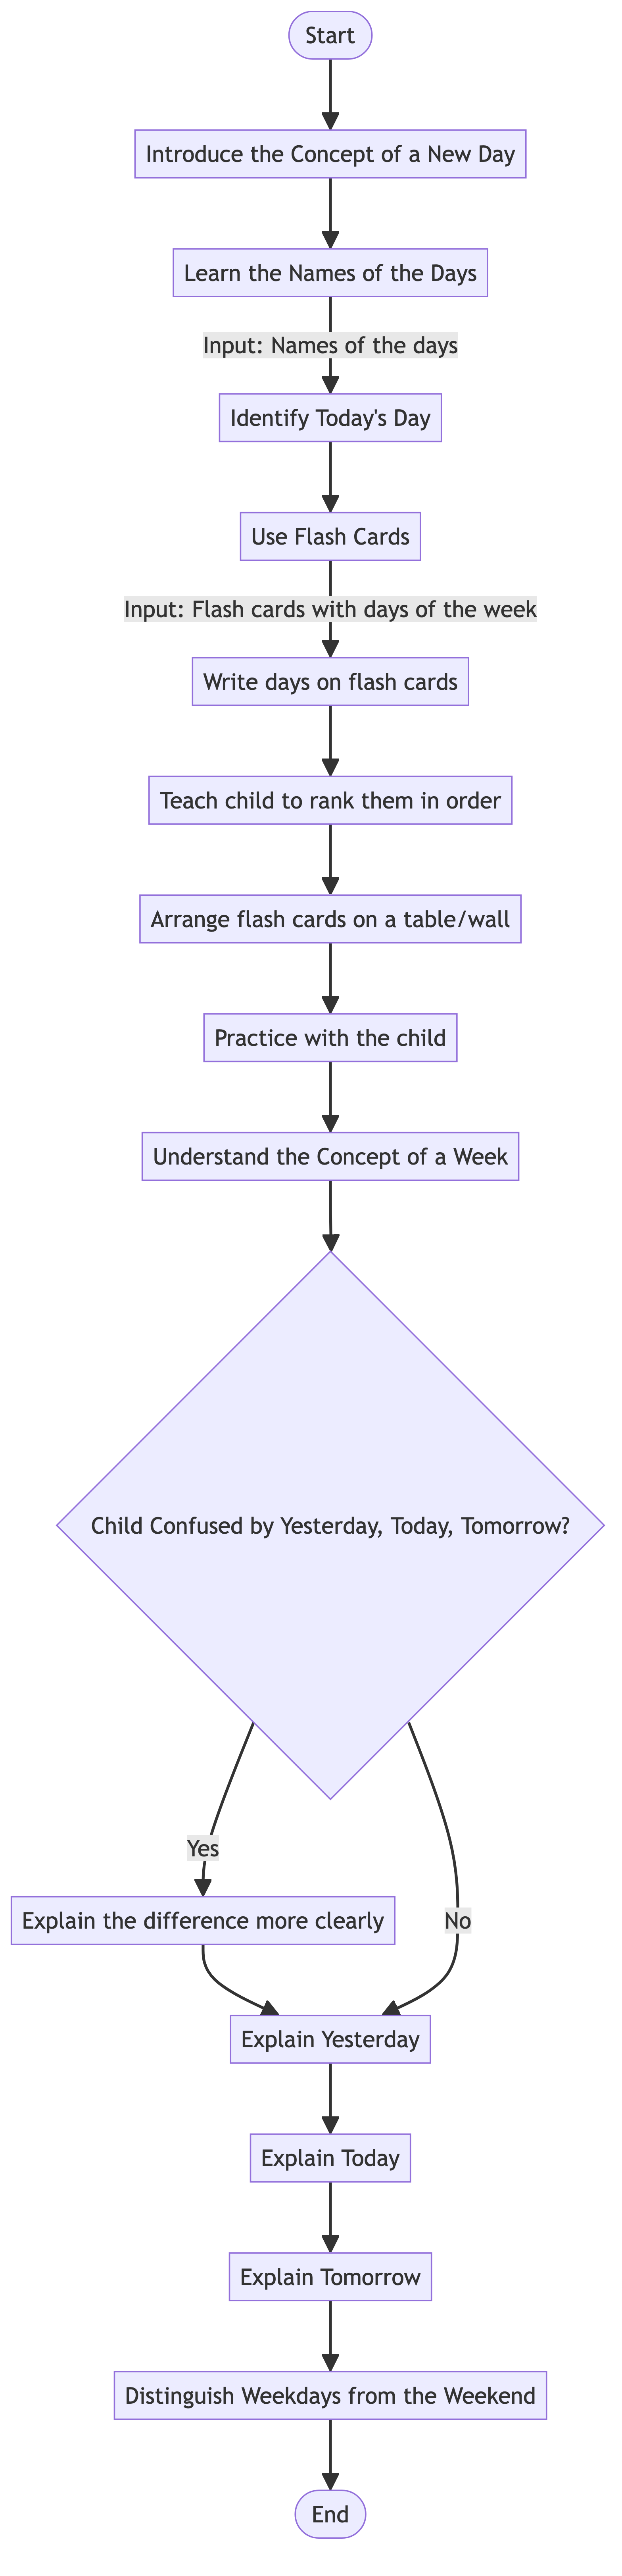 Start
Introduce the Concept of a New Day
Learn the Names of the Days
Input: Names of the days
Identify Today's Day
Use Flash Cards
Input: Flash cards with days of the week
Write days on flash cards
Teach child to rank them in order
Arrange flash cards on a table/wall
Practice with the child
Understand the Concept of a Week
Child Confused by Yesterday, Today, Tomorrow?
Yes
Explain the difference more clearly
No
Explain Yesterday
Explain Today
Explain Tomorrow
Distinguish Weekdays from the Weekend
End